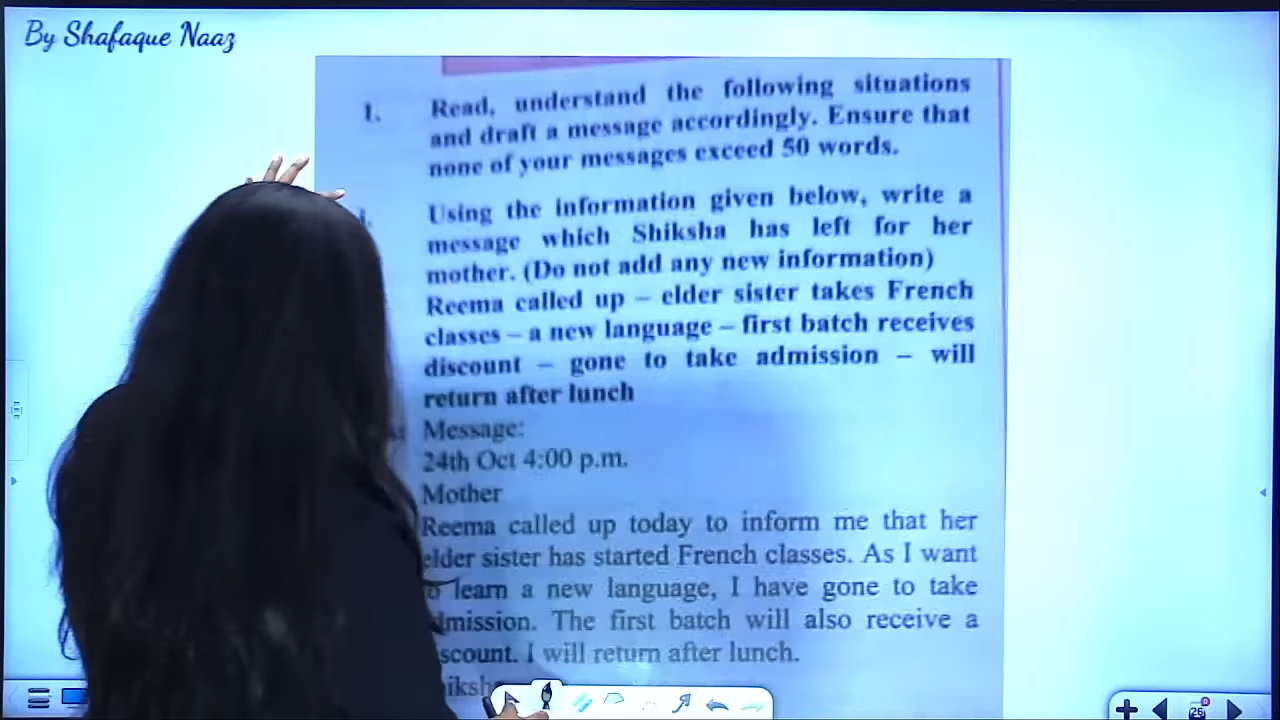 By Shafaque Naaz
1. Read, understand the following situations
and draft a message accordingly. Ensure that
none of your messages exceed 50 words.
i. Using the information given below, write a
message which Shiksha has left for her
mother. (Do not add any new information)
Reema called up – elder sister takes French
classes – a new language – first batch receives
discount – gone to take admission – will
return after lunch
Message:
24th Oct 4:00 p.m.
Mother
Reema called up today to inform me that her
elder sister has started French classes. As I want
learn a new language, I have gone to take
dmission. The first batch will also receive a
scount. I will return after lunch.
iksh
26